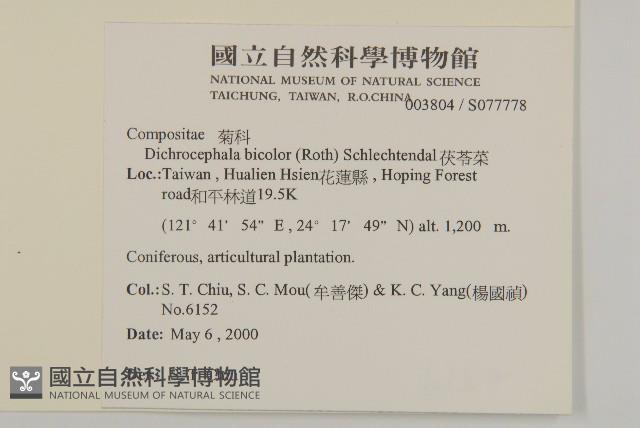 國立自然科學博物館
NATIONAL MUSEUM OF NATURAL SCIENCE
TAICHUNG, TAIWAN, R.O.CHINA
003804 / S077778
Compositae 菊科
Dichrocephala bicolor (Roth) Schlechtendal 茯苓菜
Loc.:Taiwan , Hualien Hsien花蓮縣 , Hoping Forest
road和平林道19.5K
(121° 41' 54" E , 24° 17' 49" N) alt. 1,200 m.
Coniferous, articultural plantation.
Col.: S. T. Chiu, S. C. Mou(牟善傑) & K. C. Yang(楊國禎)
No.6152
Date: May 6 , 2000
國立自然科學博物館
NATIONAL MUSEUM OF NATURAL SCIENCE